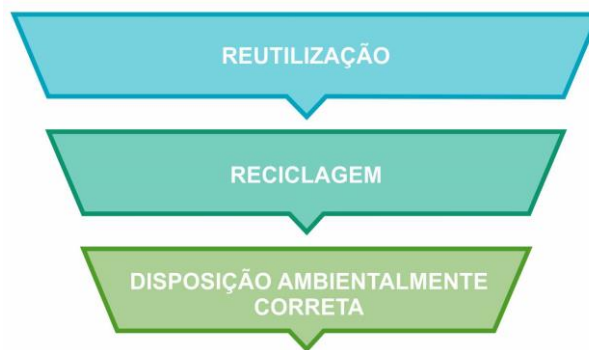 REUTILIZAÇÃO
RECICLAGEM
DISPOSIÇÃO AMBIENTALMENTE
CORRETA